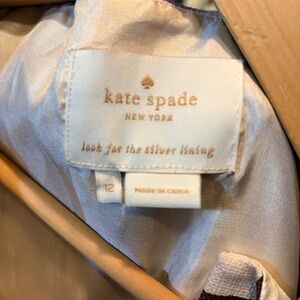 kate spade
NEW YORK
look for the silver lining
12
MADE IN CHINA